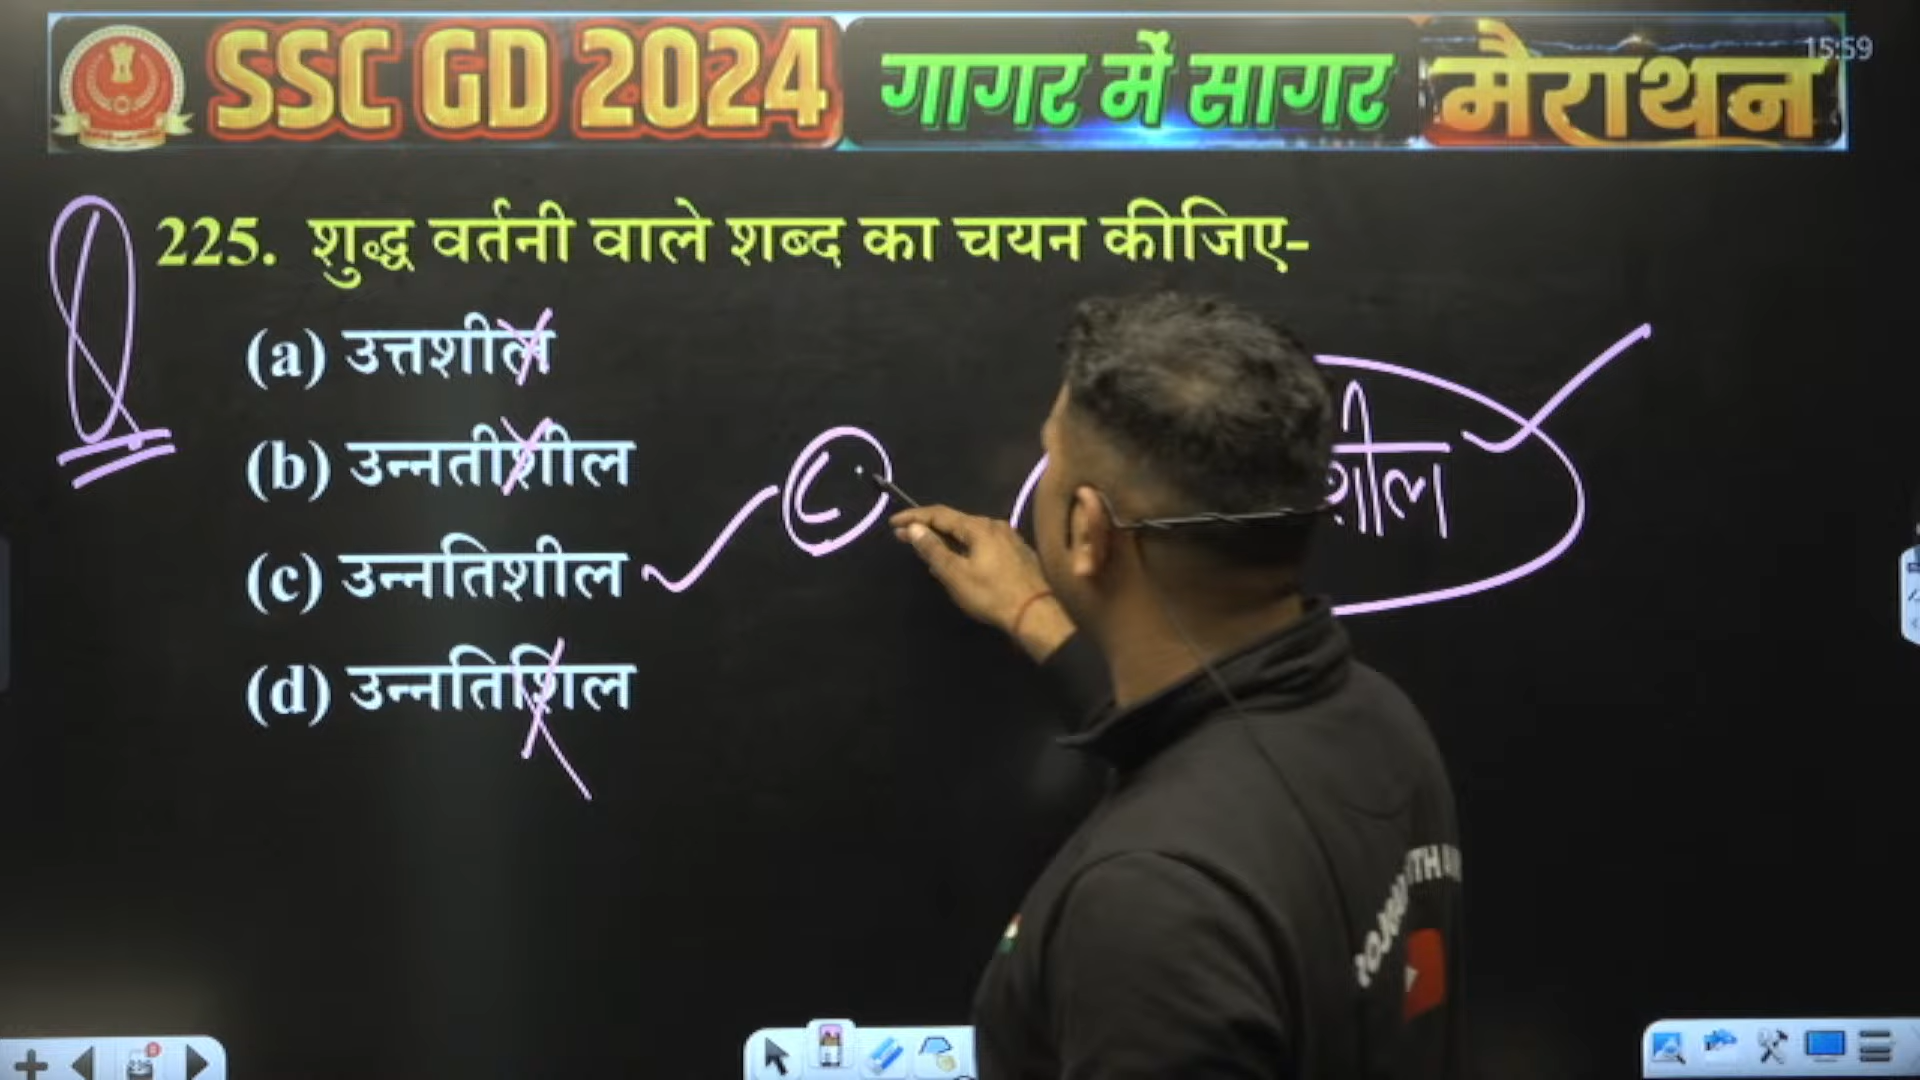 SSC GD 2024 गागर में सागर मैराथन
15:59
225. शुद्ध वर्तनी वाले शब्द का चयन कीजिए-
(a) उत्तशील
(b) उन्नतीशील
(c) उन्नतिशील
(d) उन्नतिशिल
C
शील